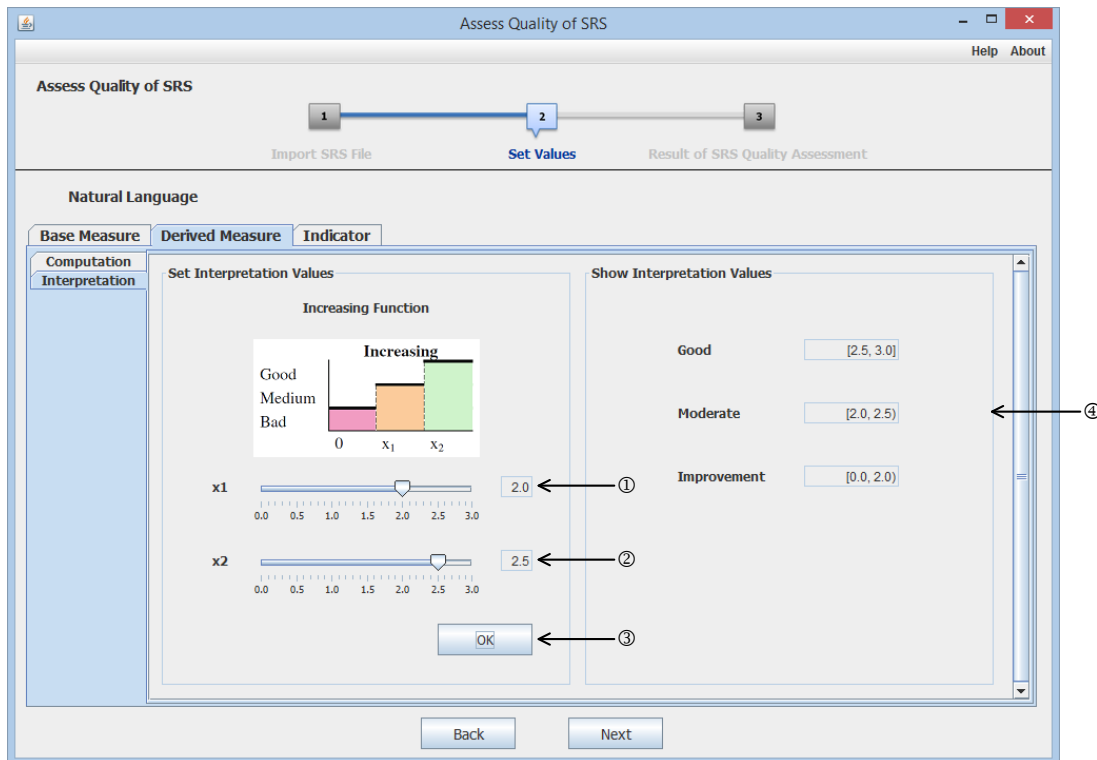 Assess Quality of SRS
Help About
Assess Quality of SRS
1 2 3
Import SRS File Set Values Result of SRS Quality Assessment
Natural Language
Base Measure Derived Measure Indicator
Computation
Interpretation
Set Interpretation Values
Increasing Function
Increasing
Good
Medium
Bad
0 x1 x2
x1 2.0 ①
0.0 0.5 1.0 1.5 2.0 2.5 3.0
x2 2.5 ②
0.0 0.5 1.0 1.5 2.0 2.5 3.0
OK ③
Show Interpretation Values
Good [2.5, 3.0]
Moderate [2.0, 2.5) ④
Improvement [0.0, 2.0)
Back Next